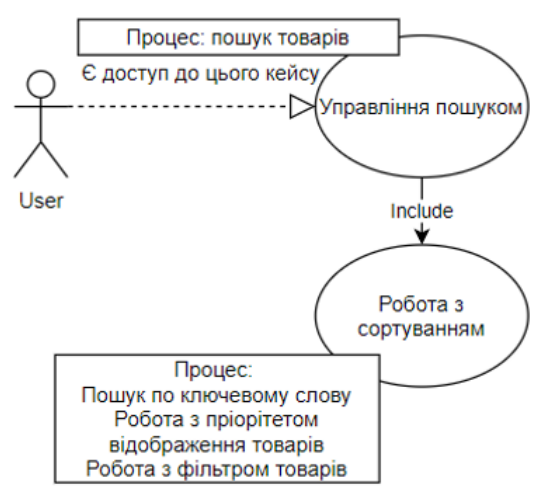 Процес: пошук товарів
Є доступ до цього кейсу
Управління пошуком
User
Include
Робота з
сортуванням
Процес:
Пошук по ключевому слову
Робота з пріорітетом
відображення товарів
Робота з фільтром товарів